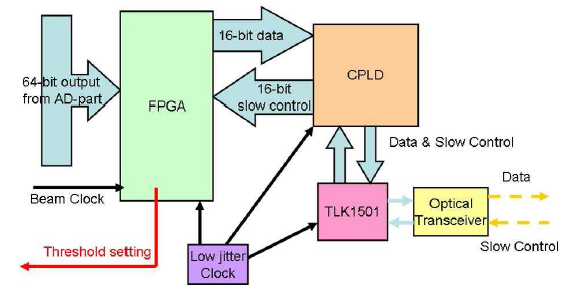 64-bit output
from AD-part
FPGA
16-bit data
16-bit
slow control
CPLD
Data & Slow Control
Beam Clock
TLK1501
Optical
Transceiver
Data
Slow Control
Threshold setting
Low jitter
Clock